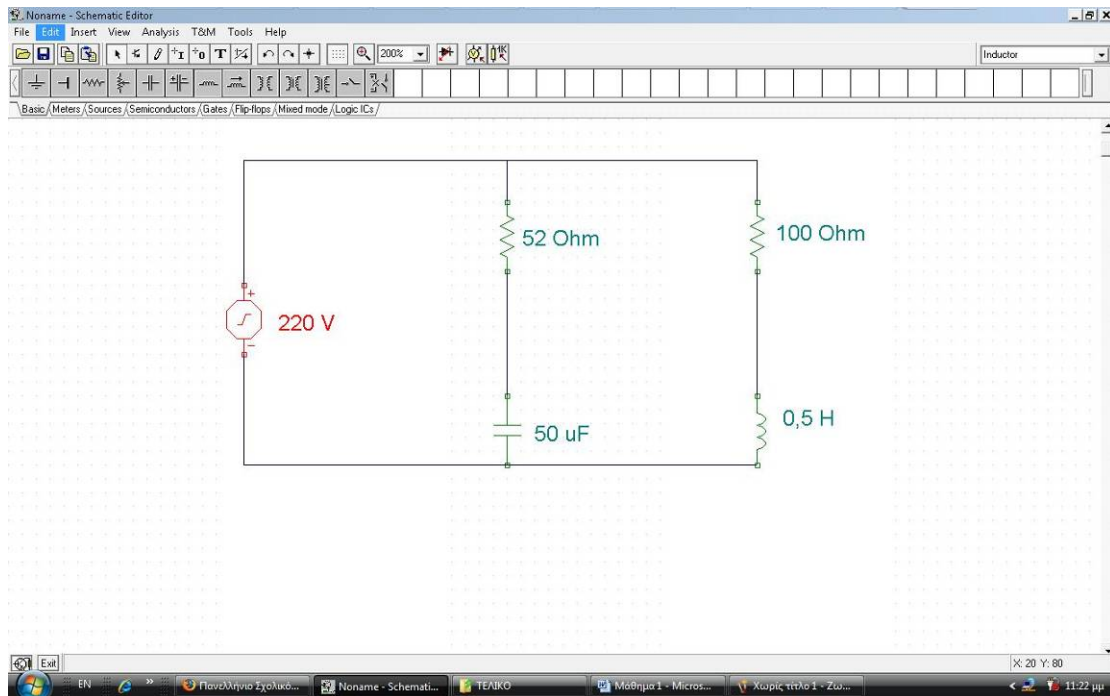 Noname - Schematic Editor
File Edit Insert View Analysis T&M Tools Help
200%
Inductor
Basic Meters Sources Semiconductors Gates Flip-flops Mixed mode Logic ICs
52 Ohm
100 Ohm
220 V
50 uF
0,5 H
Exit
X: 20 Y: 80
EN
Πανελλήνιο Σχολικό...
Noname - Schemati...
ΤΕΛΙΚΟ
Μάθημα 1 - Micros...
Χωρίς τίτλο 1 - Ζω...
11:22 μμ